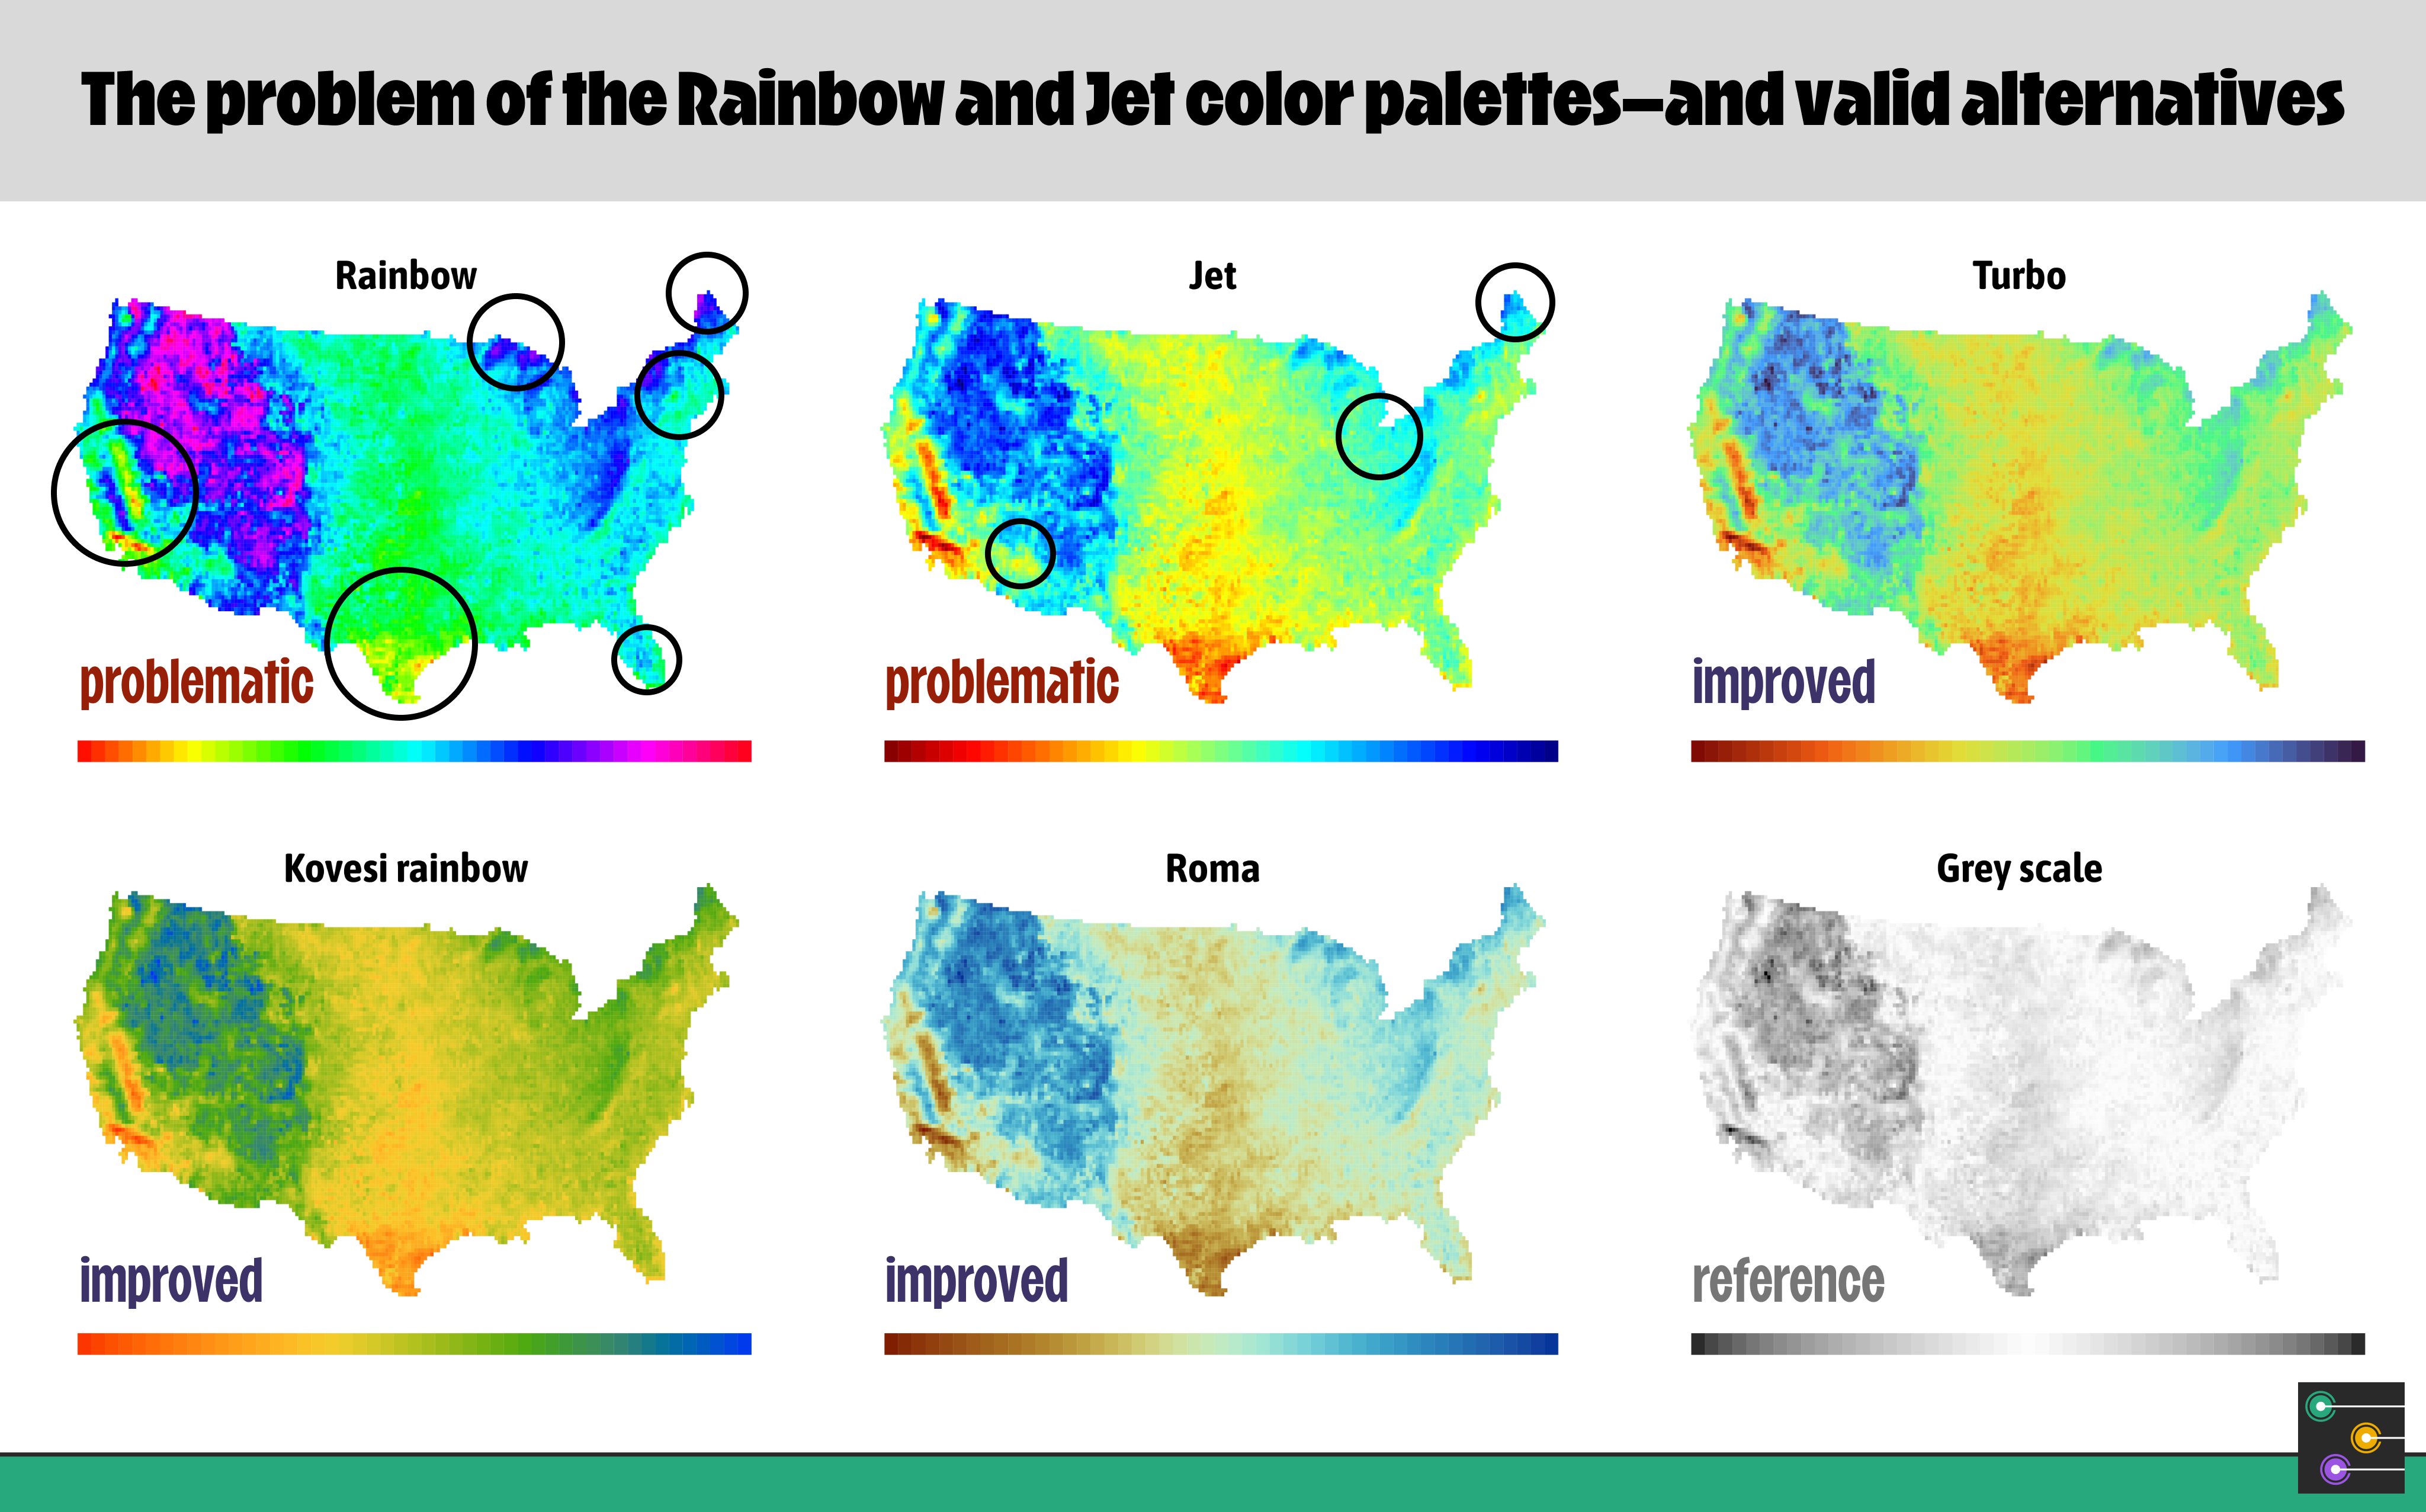 The problem of the Rainbow and Jet color palettes—and valid alternatives
Rainbow
Jet
Turbo
problematic
problematic
improved
Kovesi rainbow
Roma
Grey scale
improved
improved
reference